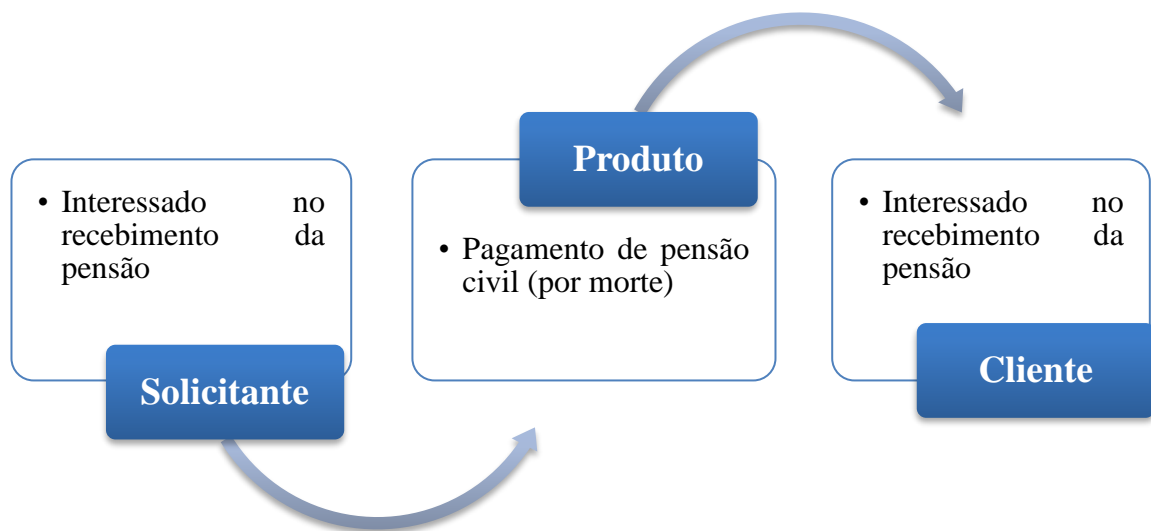 • Interessado no
recebimento da
pensão
Solicitante
Produto
• Pagamento de pensão
civil (por morte)
• Interessado no
recebimento da
pensão
Cliente